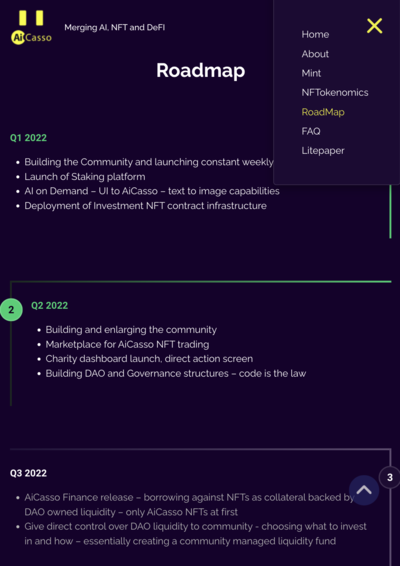 AiCasso
Merging AI, NFT and DeFI
Home
About
Mint
NFTokenomics
RoadMap
FAQ
Litepaper
Roadmap
Q1 2022
Building the Community and launching constant weekly
Launch of Staking platform
AI on Demand – UI to AiCasso – text to image capabilities
Deployment of Investment NFT contract infrastructure
2
Q2 2022
Building and enlarging the community
Marketplace for AiCasso NFT trading
Charity dashboard launch, direct action screen
Building DAO and Governance structures – code is the law
3
Q3 2022
AiCasso Finance release – borrowing against NFTs as collateral backed by
DAO owned liquidity – only AiCasso NFTs at first
Give direct control over DAO liquidity to community - choosing what to invest
in and how – essentially creating a community managed liquidity fund